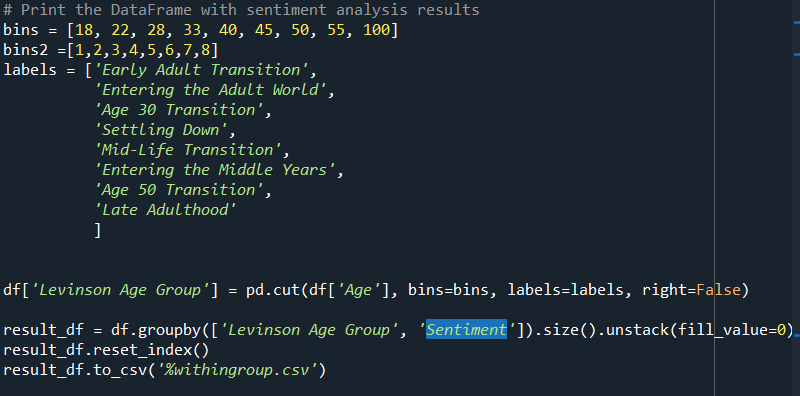 # Print the DataFrame with sentiment analysis results
bins = [18, 22, 28, 33, 40, 45, 50, 55, 100]
bins2 =[1,2,3,4,5,6,7,8]
labels = ['Early Adult Transition',
'Entering the Adult World',
'Age 30 Transition',
'Settling Down',
'Mid-Life Transition',
'Entering the Middle Years',
'Age 50 Transition',
'Late Adulthood'
]
df['Levinson Age Group'] = pd.cut(df['Age'], bins=bins, labels=labels, right=False)
result_df = df.groupby(['Levinson Age Group', 'Sentiment']).size().unstack(fill_value=0)
result_df.reset_index()
result_df.to_csv('%withingroup.csv')